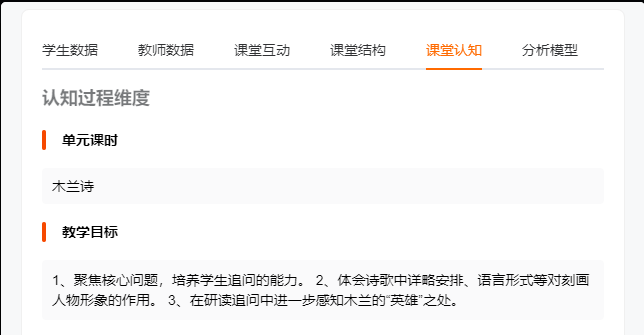 学生数据 教师数据 课堂互动 课堂结构 课堂认知 分析模型
认知过程维度
单元课时
木兰诗
教学目标
1、聚焦核心问题，培养学生追问的能力。 2、体会诗歌中详略安排、语言形式等对刻画
人物形象的作用。 3、在研读追问中进一步感知木兰的“英雄”之处。